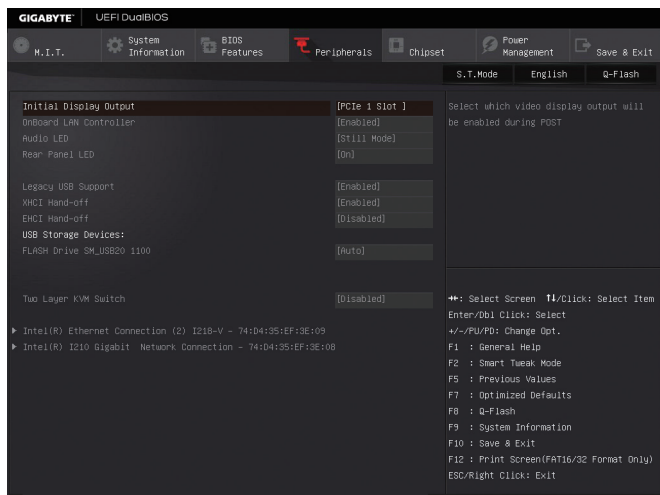 GIGABYTE™ UEFI DualBIOS
M.I.T.
System Information
BIOS Features
Peripherals
Chipset
Power Management
Save & Exit
S.T.Mode English Q-Flash
Initial Display Output [PCIe 1 Slot ]
OnBoard LAN Controller [Enabled]
Audio LED [Still Mode]
Rear Panel LED [On]
Legacy USB Support [Enabled]
XHCI Hand-off [Enabled]
EHCI Hand-off [Disabled]
USB Storage Devices:
FLASH Drive SM_USB20 1100 [Auto]
Two Layer KVM Switch [Disabled]
Intel(R) Ethernet Connection (2) I218-V - 74:D4:35:EF:3E:09
Intel(R) I210 Gigabit Network Connection - 74:D4:35:EF:3E:08
Select which video display output will
be enabled during POST
→←: Select Screen ↑↓/Click: Select Item
Enter/Dbl Click: Select
+/-/PU/PD: Change Opt.
F1 : General Help
F2 : Smart Tweak Mode
F5 : Previous Values
F7 : Optimized Defaults
F8 : Q-Flash
F9 : System Information
F10 : Save & Exit
F12 : Print Screen(FAT16/32 Format Only)
ESC/Right Click: Exit